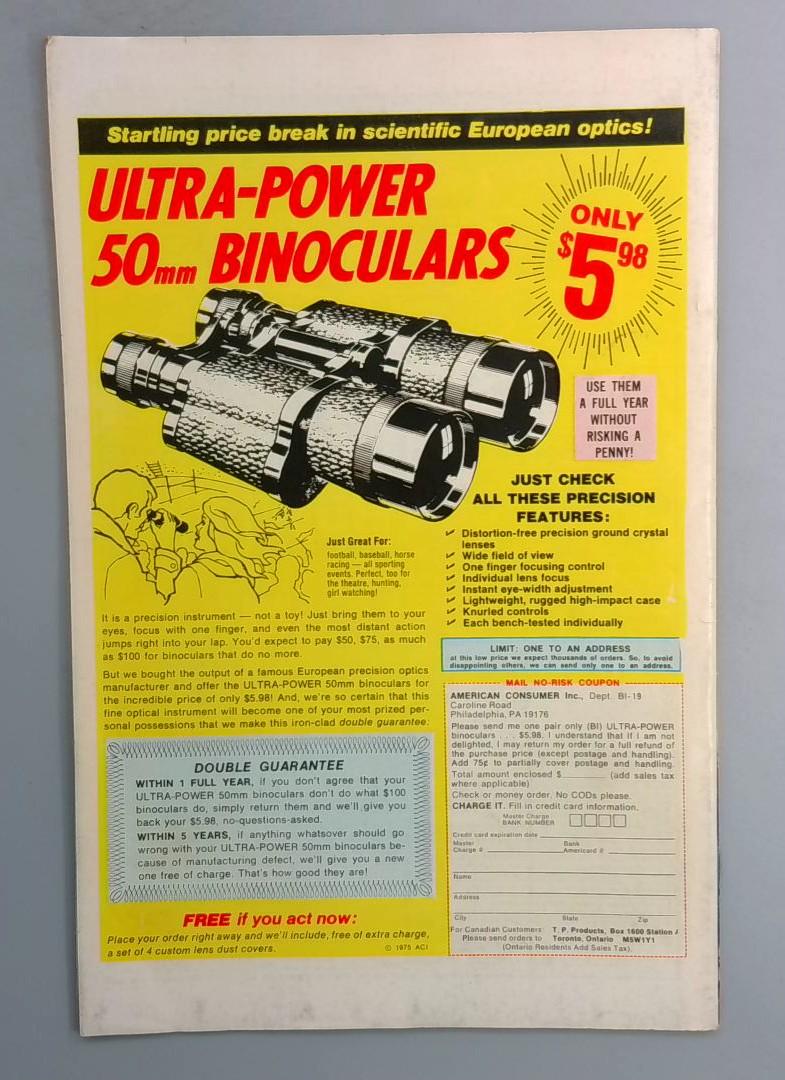 Startling price break in scientific European optics!
ULTRA-POWER
50mm BINOCULARS
ONLY
$5.98
USE THEM
A FULL YEAR
WITHOUT
RISKING A
PENNY!
JUST CHECK
ALL THESE PRECISION
FEATURES:
✓ Distortion-free precision ground crystal
lenses
✓ Wide field of view
✓ One finger focusing control
✓ Individual lens focus
✓ Instant eye-width adjustment
✓ Lightweight, rugged high-impact case
✓ Knurled controls
✓ Each bench-tested individually
Just Great For:
football, baseball, horse
racing — all sporting
events. Perfect, too for
the theatre, hunting,
girl watching!
It is a precision instrument — not a toy! Just bring them to your
eyes, focus with one finger, and even the most distant action
jumps right into your lap. You'd expect to pay $50, $75, as much
as $100 for binoculars that do no more.
But we bought the output of a famous European precision optics
manufacturer and offer the ULTRA-POWER 50mm binoculars for
the incredible price of only $5.98! And, we're so certain that this
fine optical instrument will become one of your most prized per-
sonal possessions that we make this iron-clad double guarantee:
DOUBLE GUARANTEE
WITHIN 1 FULL YEAR, if you don't agree that your
ULTRA-POWER 50mm binoculars don't do what $100
binoculars do, simply return them and we'll give you
back your $5.98, no-questions-asked.
WITHIN 5 YEARS, if anything whatsover should go
wrong with your ULTRA-POWER 50mm binoculars be-
cause of manufacturing defect, we'll give you a new
one free of charge. That's how good they are!
FREE if you act now:
Place your order right away and we'll include, free of extra charge,
a set of 4 custom lens dust covers.
© 1975 ACI
LIMIT: ONE TO AN ADDRESS
at this low price we expect thousands of orders. So, to avoid
disappointing others, we can send only one to an address.
MAIL NO-RISK COUPON
AMERICAN CONSUMER Inc., Dept. BI-19
Caroline Road
Philadelphia, PA 19176
Please send me one pair only (BI) ULTRA-POWER
binoculars . . . $5.98. I understand that if I am not
delighted, I may return my order for a full refund of
the purchase price (except postage and handling).
Add 75¢ to partially cover postage and handling.
Total amount enclosed $________ (add sales tax
where applicable)
Check or money order, No CODs please.
CHARGE IT. Fill in credit card information.
Master Charge
BANK NUMBER
Credit card expiration date
Master Bank
Charge # Americard #
Name
Address
City State Zip
For Canadian Customers: T. P. Products, Box 1600 Station A
Please send orders to Toronto, Ontario M5W1Y1
(Ontario Residents Add Sales Tax)